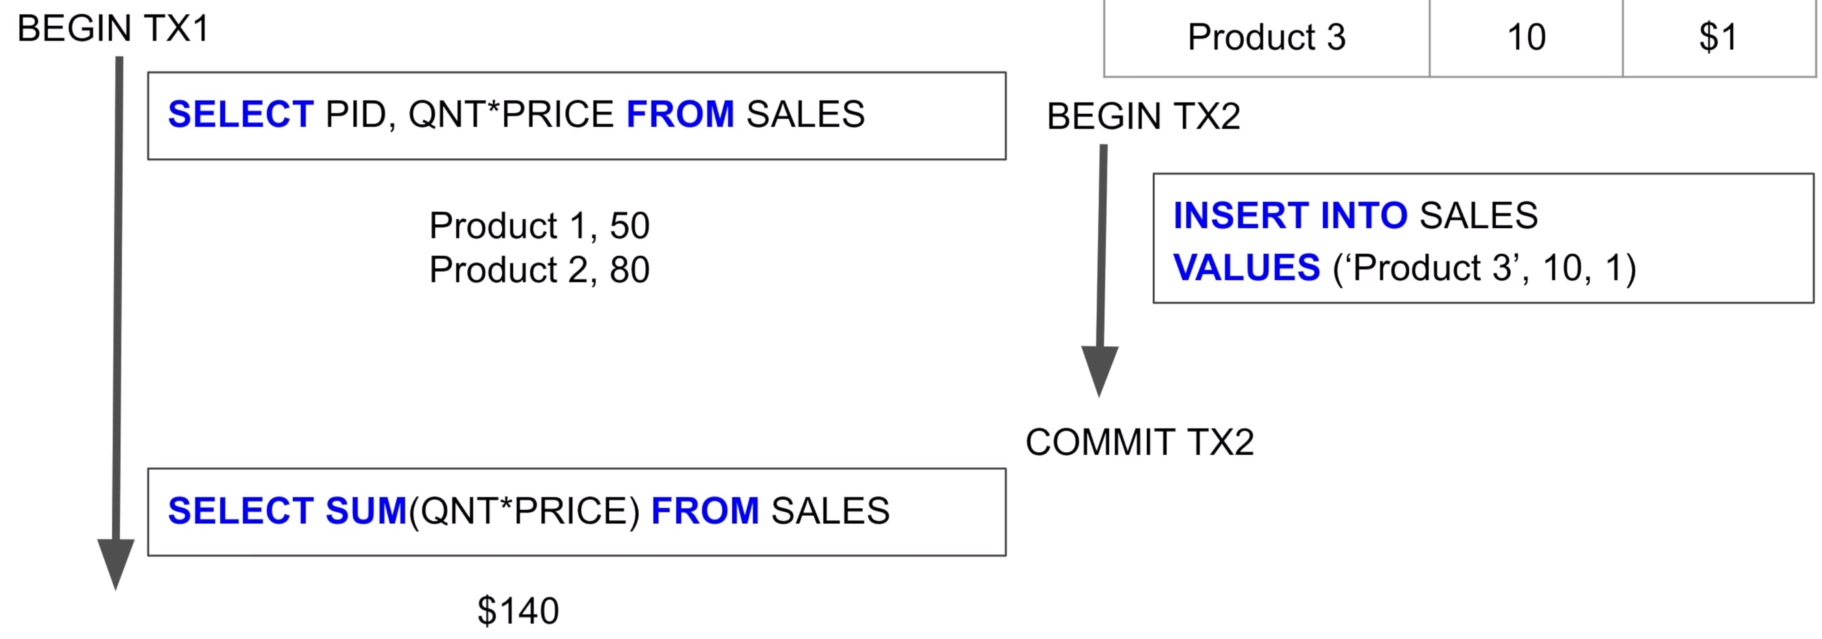 BEGIN TX1
Product 3 10 $1
SELECT PID, QNT*PRICE FROM SALES
BEGIN TX2
Product 1, 50
Product 2, 80
INSERT INTO SALES
VALUES (‘Product 3’, 10, 1)
COMMIT TX2
SELECT SUM(QNT*PRICE) FROM SALES
$140